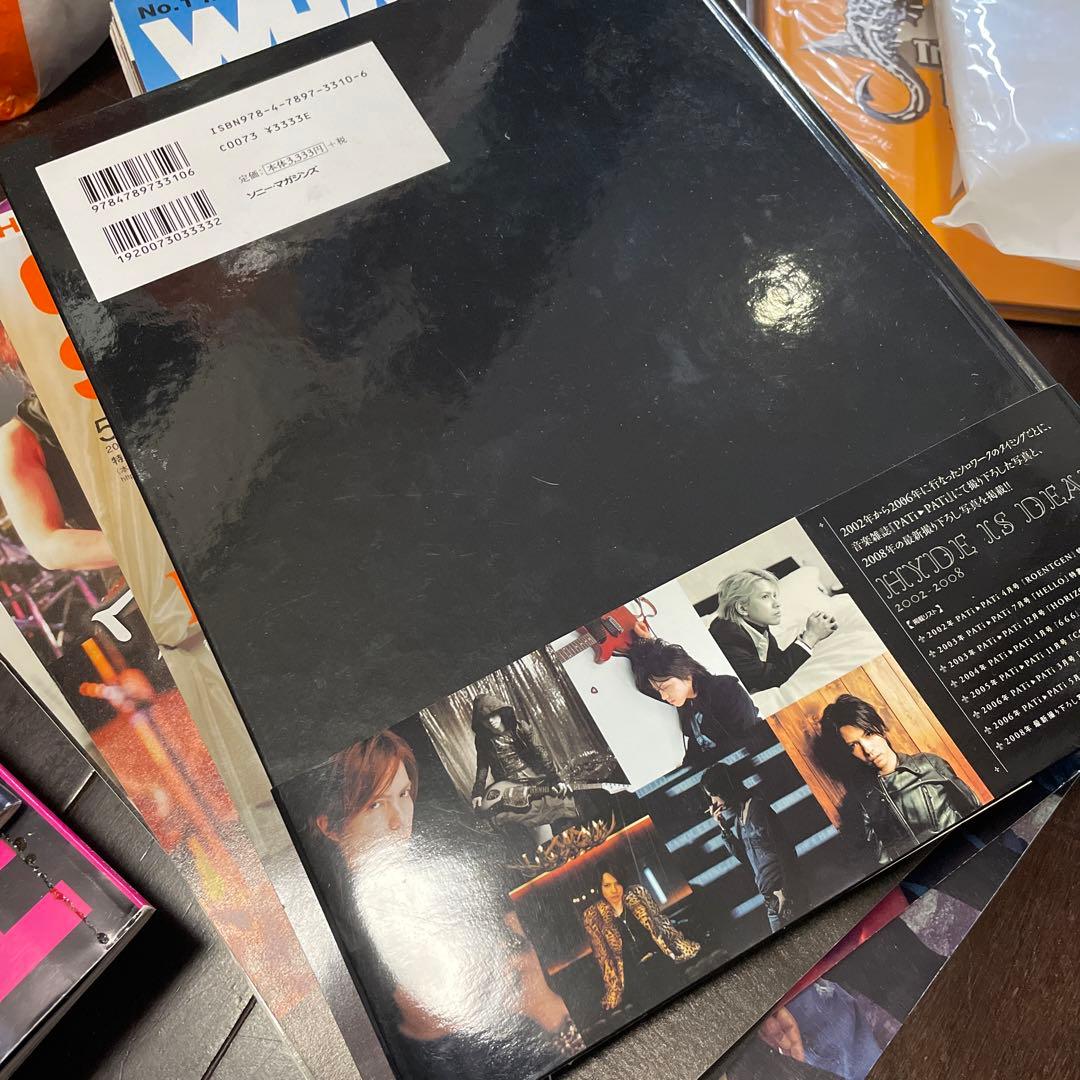 No.1
ISBN978-4-7897-3310-6
C0073 ¥3333E
定価:本体3,333円+税
ソニー・マガジンズ
9784789733106
1920073033332
2002年から2006年に行なったソロワークのタイミングごとに、
音楽雑誌『PATi▶PATi』にて撮り下ろした写真と、
2008年の最新撮り下ろし写真を掲載!!
HYDE IS DEA
2002-2008
【掲載リスト】
2002年 PATi▶PATi 4月号「ROENTGEN」
2003年 PATi▶PATi 7月号「HELLO」特
2003年 PATi▶PATi 12月号「HORIZ
2004年 PATi▶PATi 1月号「666
2005年 PATi▶PATi 11月号「C
2006年 PATi▶PATi 3月号
2006年 PATi▶PATi 5月
2008年 最新撮り下ろし